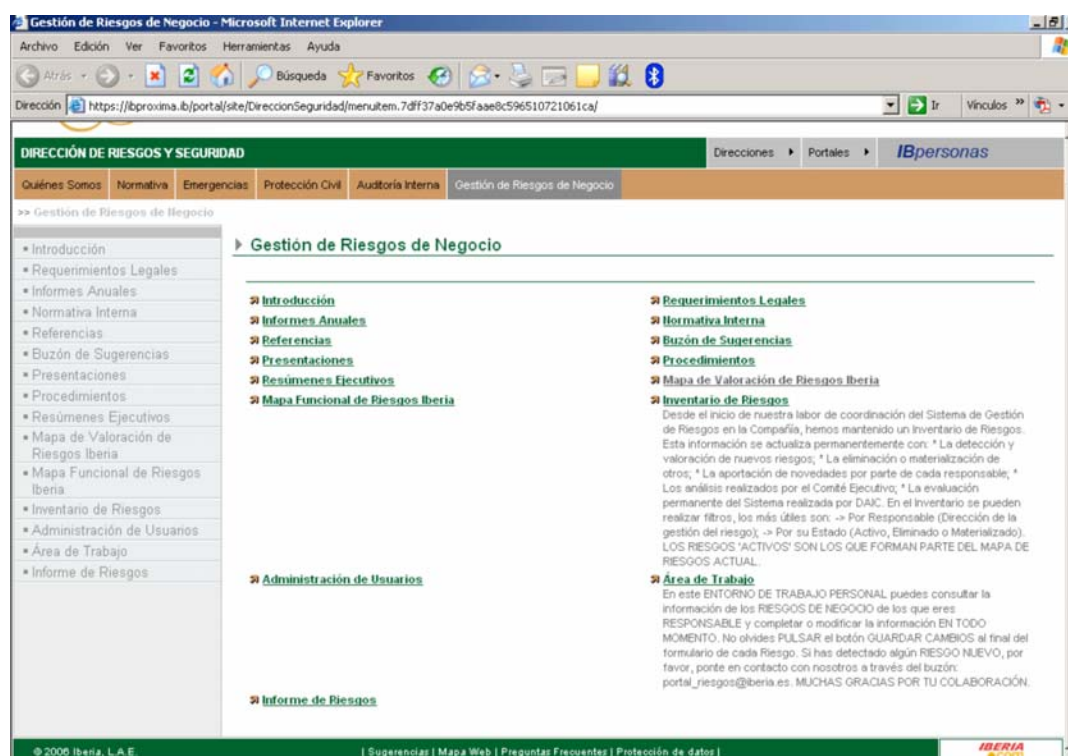 Gestión de Riesgos de Negocio - Microsoft Internet Explorer
Archivo Edición Ver Favoritos Herramientas Ayuda
Atrás Búsqueda Favoritos
Dirección https://ibproxima.ib/portal/site/DireccionSeguridad/menuitem.7dff37a0e9b5faae8c596510721061ca/ Ir Vínculos »
DIRECCIÓN DE RIESGOS Y SEGURIDAD Direcciones Portales IBpersonas
Quiénes Somos Normativa Emergencias Protección Civil Auditoría Interna Gestión de Riesgos de Negocio
>> Gestión de Riesgos de Negocio
Introducción
Requerimientos Legales
Informes Anuales
Normativa Interna
Referencias
Buzón de Sugerencias
Presentaciones
Procedimientos
Resúmenes Ejecutivos
Mapa de Valoración de
Riesgos Iberia
Mapa Funcional de Riesgos
Iberia
Inventario de Riesgos
Administración de Usuarios
Área de Trabajo
Informe de Riesgos
Gestión de Riesgos de Negocio
Introducción Requerimientos Legales
Informes Anuales Normativa Interna
Referencias Buzón de Sugerencias
Presentaciones Procedimientos
Resúmenes Ejecutivos Mapa de Valoración de Riesgos Iberia
Mapa Funcional de Riesgos Iberia Inventario de Riesgos
Desde el inicio de nuestra labor de coordinación del Sistema de Gestión
de Riesgos en la Compañía, hemos mantenido un Inventario de Riesgos.
Esta información se actualiza permanentemente con: * La detección y
valoración de nuevos riesgos; * La eliminación o materialización de
otros; * La aportación de novedades por parte de cada responsable; *
Los análisis realizados por el Comité Ejecutivo; * La evaluación
permanente del Sistema realizada por DAIC. En el Inventario se pueden
realizar filtros, los más útiles son: -> Por Responsable (Dirección de la
gestión del riesgo); -> Por su Estado (Activo, Eliminado o Materializado).
LOS RIESGOS 'ACTIVOS' SON LOS QUE FORMAN PARTE DEL MAPA DE
RIESGOS ACTUAL.
Administración de Usuarios Área de Trabajo
En este ENTORNO DE TRABAJO PERSONAL puedes consultar la
información de los RIESGOS DE NEGOCIO de los que eres
RESPONSABLE y completar o modificar la información EN TODO
MOMENTO. No olvides PULSAR el botón GUARDAR CAMBIOS al final del
formulario de cada Riesgo. Si has detectado algún RIESGO NUEVO, por
favor, ponte en contacto con nosotros a través del buzón:
portal_riesgos@iberia.es. MUCHAS GRACIAS POR TU COLABORACIÓN.
Informe de Riesgos
© 2006 Iberia, L.A.E. | Sugerencias | Mapa Web | Preguntas Frecuentes | Protección de datos | IBERIA .com